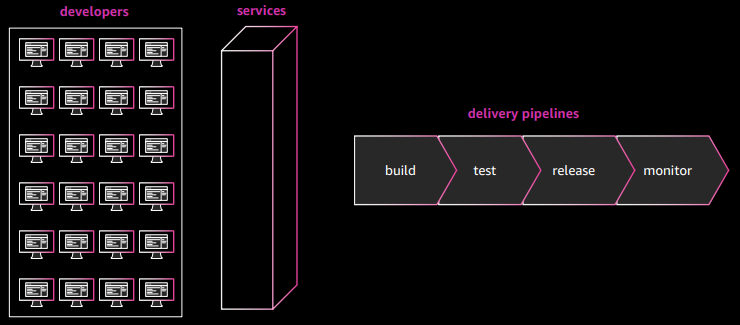 developers
services
delivery pipelines
build
test
release
monitor